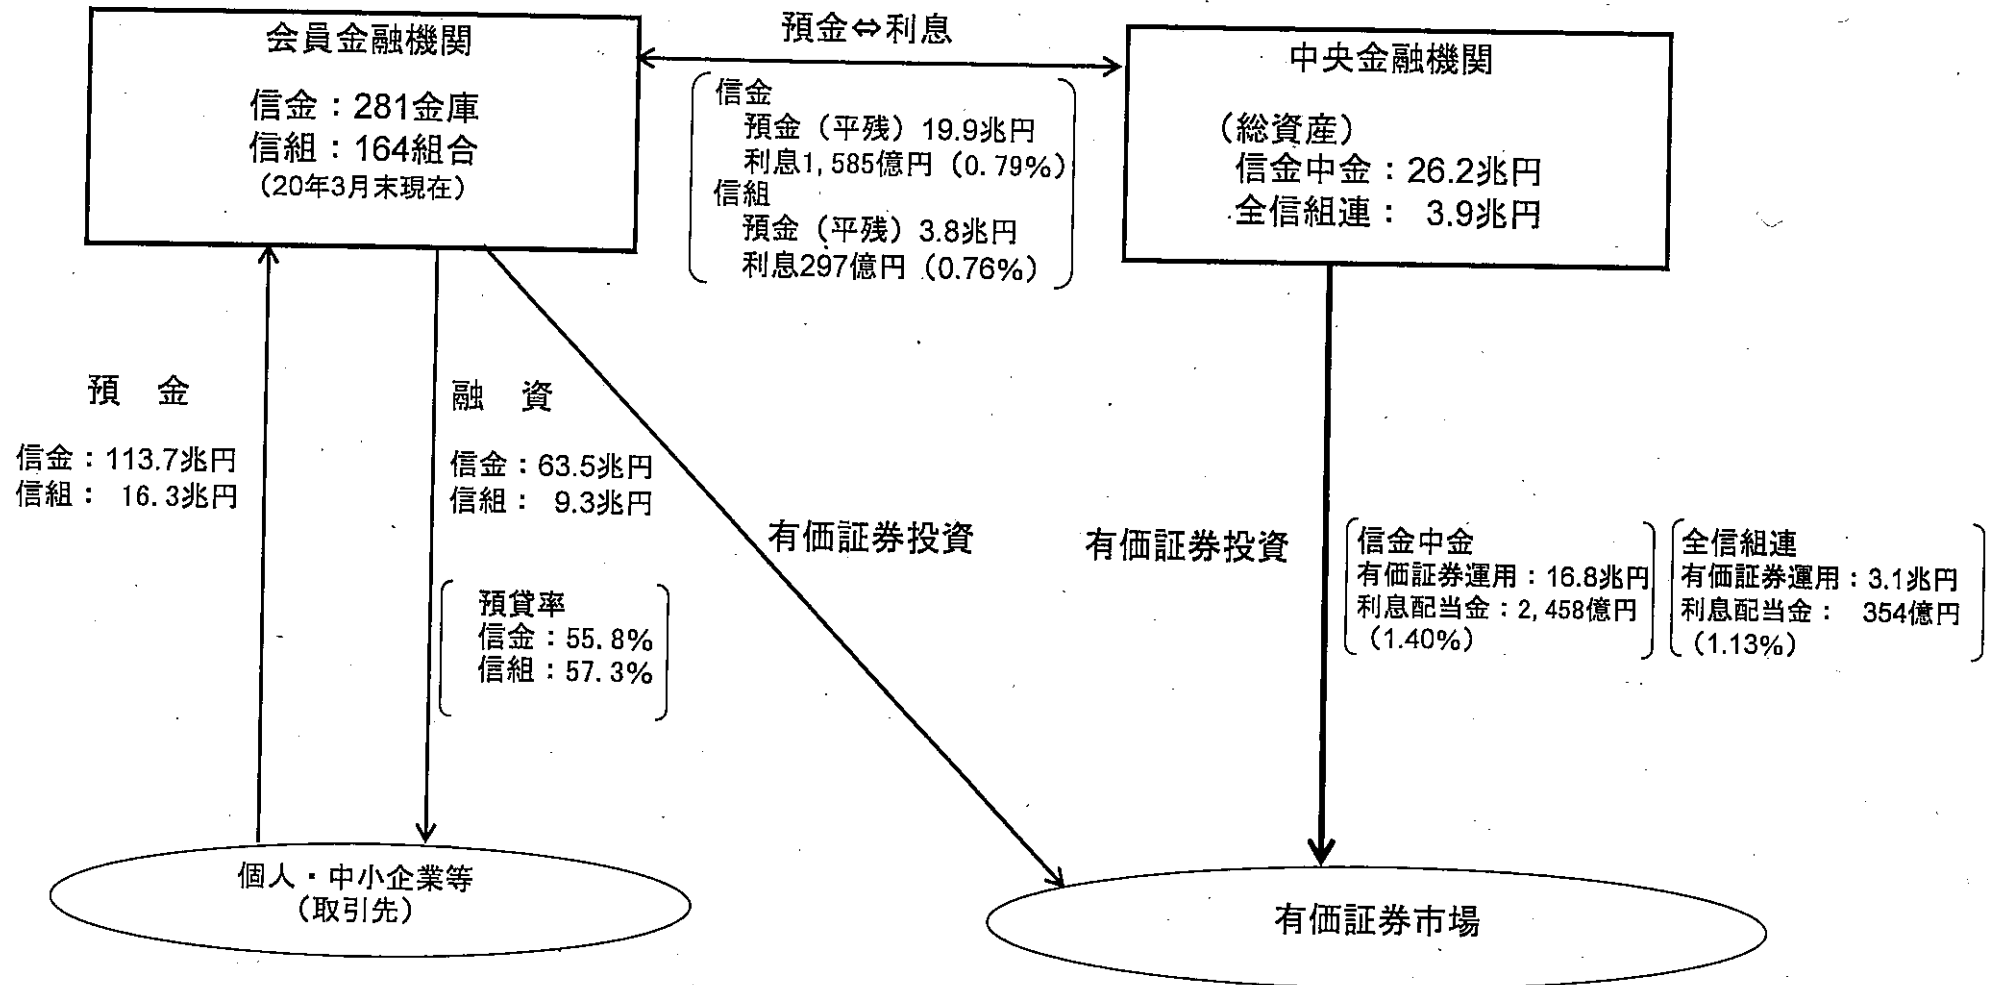 会員金融機関
信金：281金庫
信組：164組合
（20年3月末現在）
預金⇔利息
信金
預金（平残）19.9兆円
利息1,585億円（0.79%）
信組
預金（平残）3.8兆円
利息297億円（0.76%）
中央金融機関
（総資産）
信金中金：26.2兆円
全信組連： 3.9兆円
預 金
信金：113.7兆円
信組： 16.3兆円
融 資
信金：63.5兆円
信組： 9.3兆円
預貸率
信金：55.8%
信組：57.3%
有価証券投資
有価証券投資
信金中金
有価証券運用：16.8兆円
利息配当金：2,458億円
（1.40%）
全信組連
有価証券運用：3.1兆円
利息配当金： 354億円
（1.13%）
個人・中小企業等
（取引先）
有価証券市場